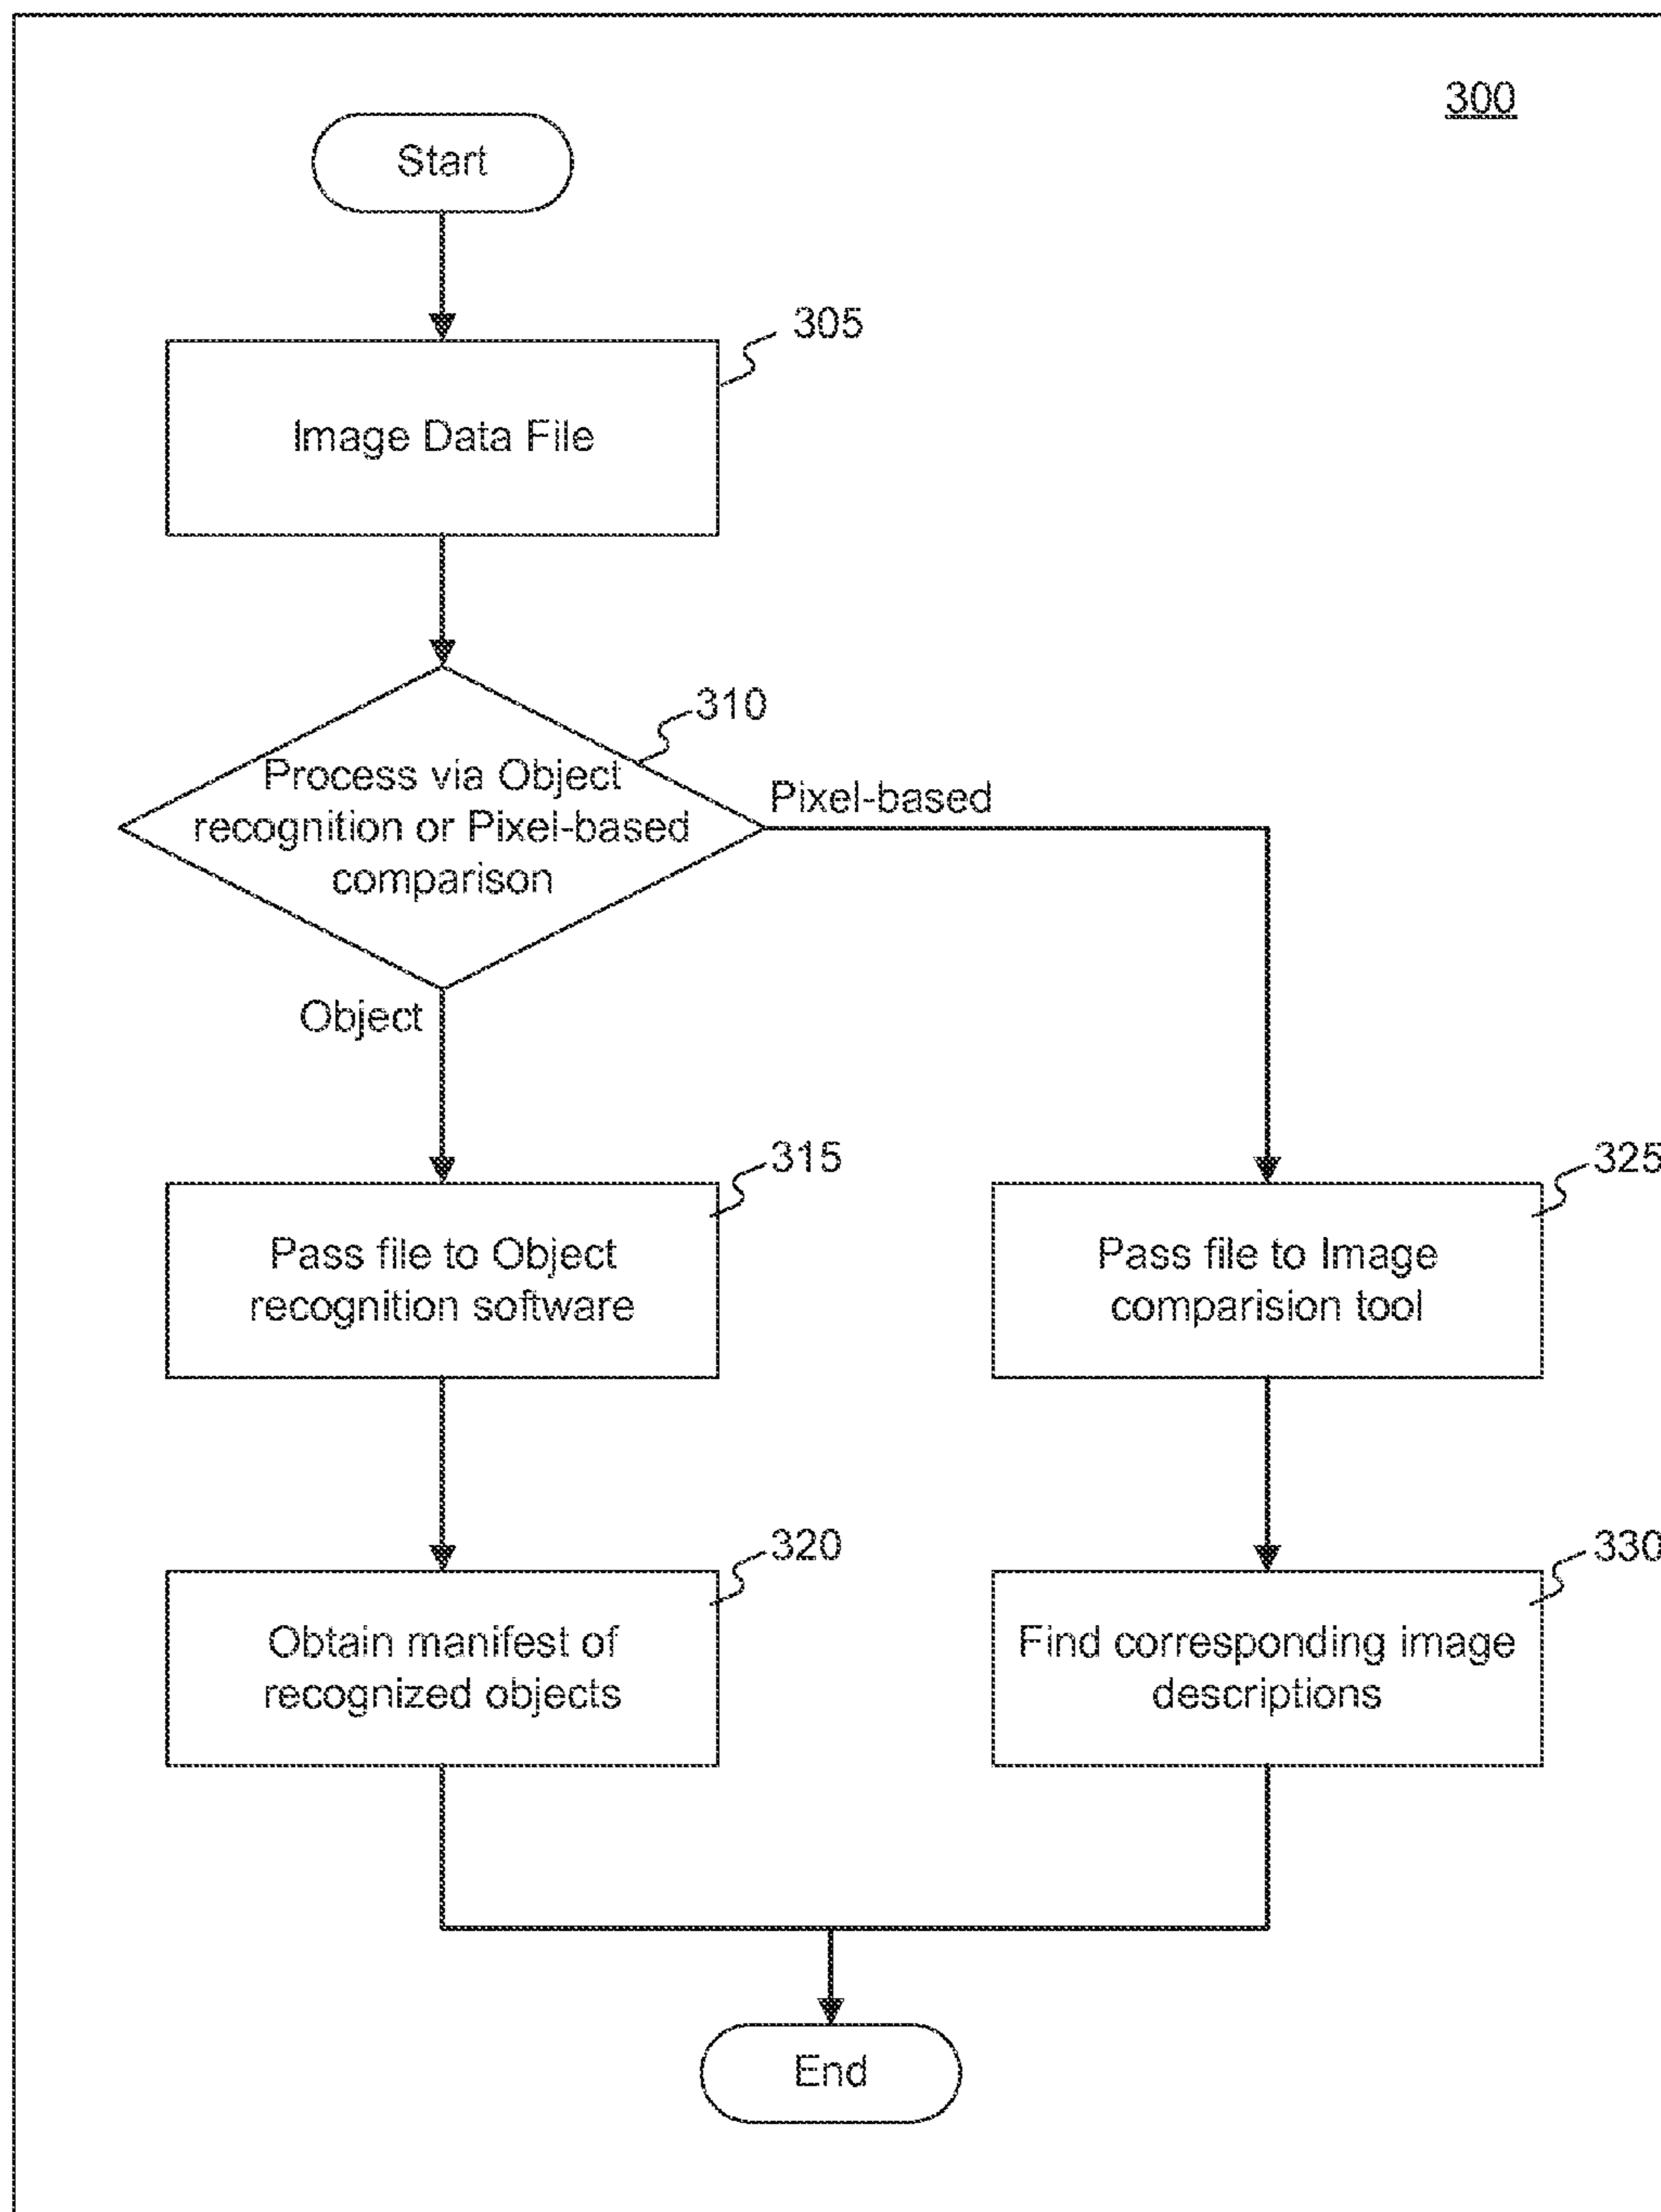 300
Start
305
Image Data File
310
Process via Object
recognition or Pixel-based
comparison
Pixel-based
Object
315
Pass file to Object
recognition software
325
Pass file to Image
comparision tool
320
Obtain manifest of
recognized objects
330
Find corresponding image
descriptions
End